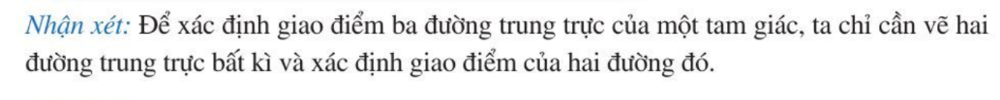 Nhận xét: Để xác định giao điểm ba đường trung trực của một tam giác, ta chỉ cần vẽ hai
đường trung trực bất kì và xác định giao điểm của hai đường đó.